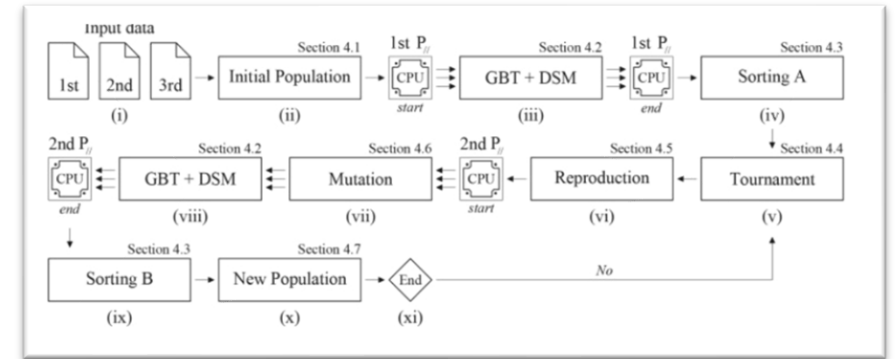 Input data
1st P//
1st P//
Section 4.1
Section 4.2
Section 4.3
1st
2nd
3rd
Initial Population
CPU
GBT + DSM
CPU
Sorting A
start
end
(i)
(ii)
(iii)
(iv)
2nd P//
2nd P//
Section 4.2
Section 4.6
Section 4.5
Section 4.4
CPU
GBT + DSM
Mutation
CPU
Reproduction
Tournament
end
start
(viii)
(vii)
(vi)
(v)
Section 4.3
Section 4.7
Sorting B
New Population
End
No
(ix)
(x)
(xi)